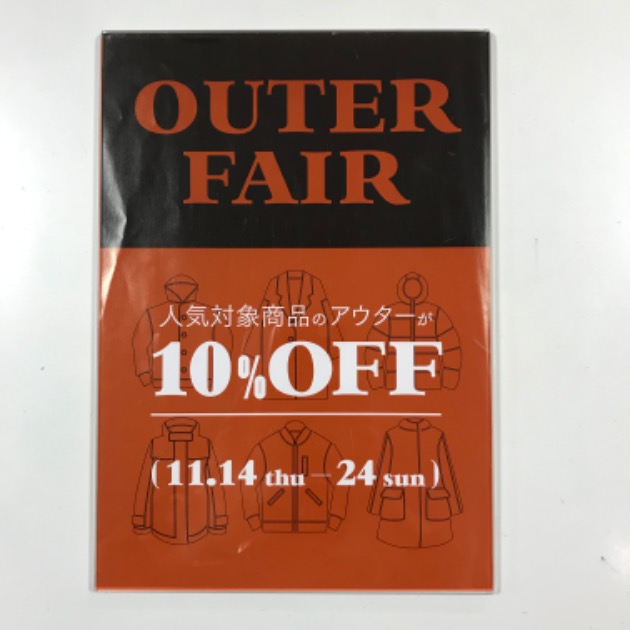 OUTER
FAIR
人気対象商品のアウターが
10%OFF
(11.14 thu — 24 sun)